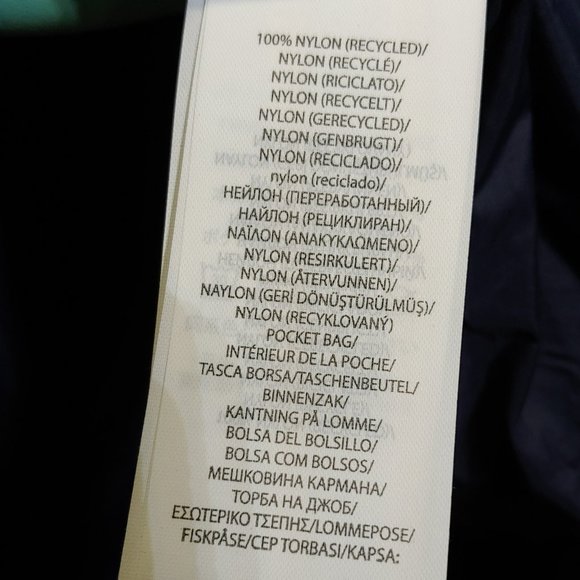 100% NYLON (RECYCLED)/
NYLON (RECYCLÉ)/
NYLON (RICICLATO)/
NYLON (RECYCELT)/
NYLON (GERECYCLED)/
NYLON (GENBRUGT)/
NYLON (RECICLADO)/
nylon (reciclado)/
НЕЙЛОН (ПЕРЕРАБОТАННЫЙ)/
НАЙЛОН (РЕЦИКЛИРАН)/
ΝΑΪΛΟΝ (ΑΝΑΚΥΚΛΩΜΕΝΟ)/
NYLON (RESIRKULERT)/
NYLON (ÅTERVUNNEN)/
NAYLON (GERİ DÖNÜŞTÜRÜLMÜŞ)/
NYLON (RECYKLOVANÝ)
POCKET BAG/
INTÉRIEUR DE LA POCHE/
TASCA BORSA/TASCHENBEUTEL/
BINNENZAK/
KANTNING PÅ LOMME/
BOLSA DEL BOLSILLO/
BOLSA COM BOLSOS/
МЕШКОВИНА КАРМАНА/
ТОРБА НА ДЖОБ/
ΕΣΩΤΕΡΙΚΟ ΤΣΕΠΗΣ/LOMMEPOSE/
FISKPÅSE/CEP TORBASI/KAPSA: